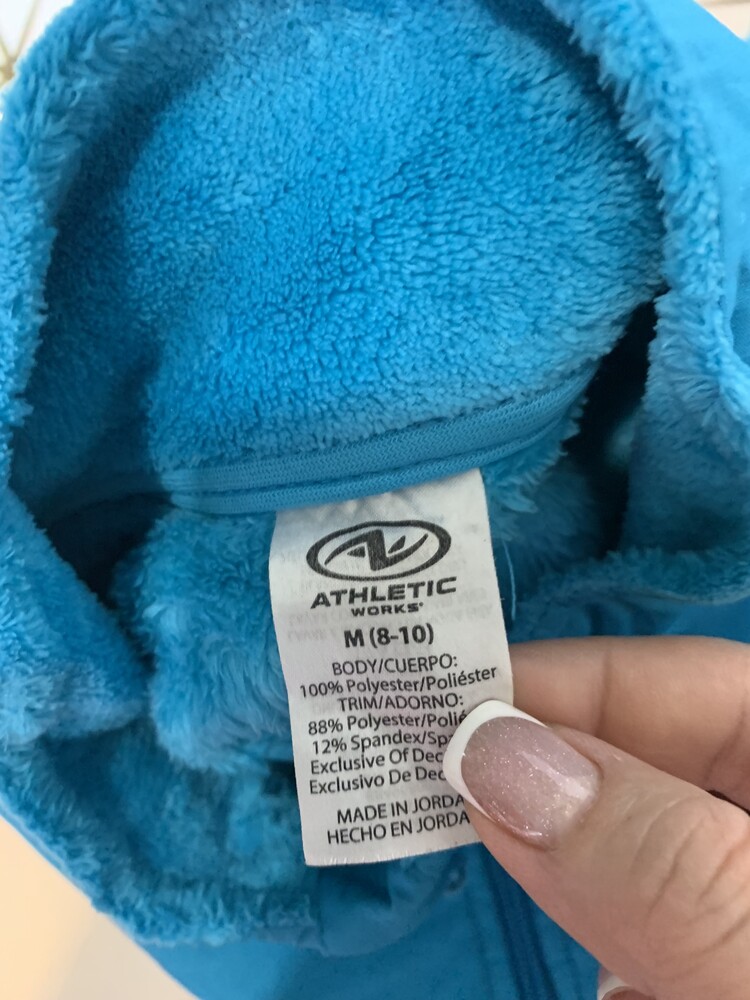 ATHLETIC
WORKS
M (8-10)
BODY/CUERPO:
100% Polyester/Poliéster
TRIM/ADORNO:
88% Polyester/
12% Spandex/
Exclusive Of
Exclusivo De
MADE IN
HECHO EN